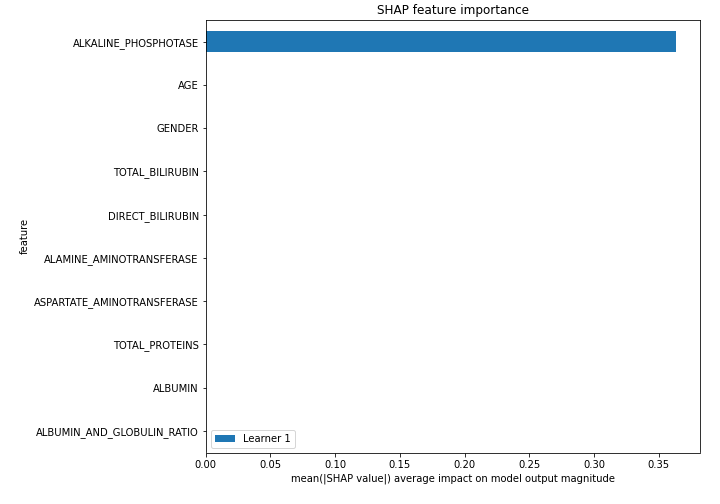 SHAP feature importance
ALKALINE_PHOSPHOTASE
AGE
GENDER
TOTAL_BILIRUBIN
DIRECT_BILIRUBIN
ALAMINE_AMINOTRANSFERASE
ASPARTATE_AMINOTRANSFERASE
TOTAL_PROTEINS
ALBUMIN
ALBUMIN_AND_GLOBULIN_RATIO
feature
Learner 1
0.00 0.05 0.10 0.15 0.20 0.25 0.30 0.35
mean(|SHAP value|) average impact on model output magnitude